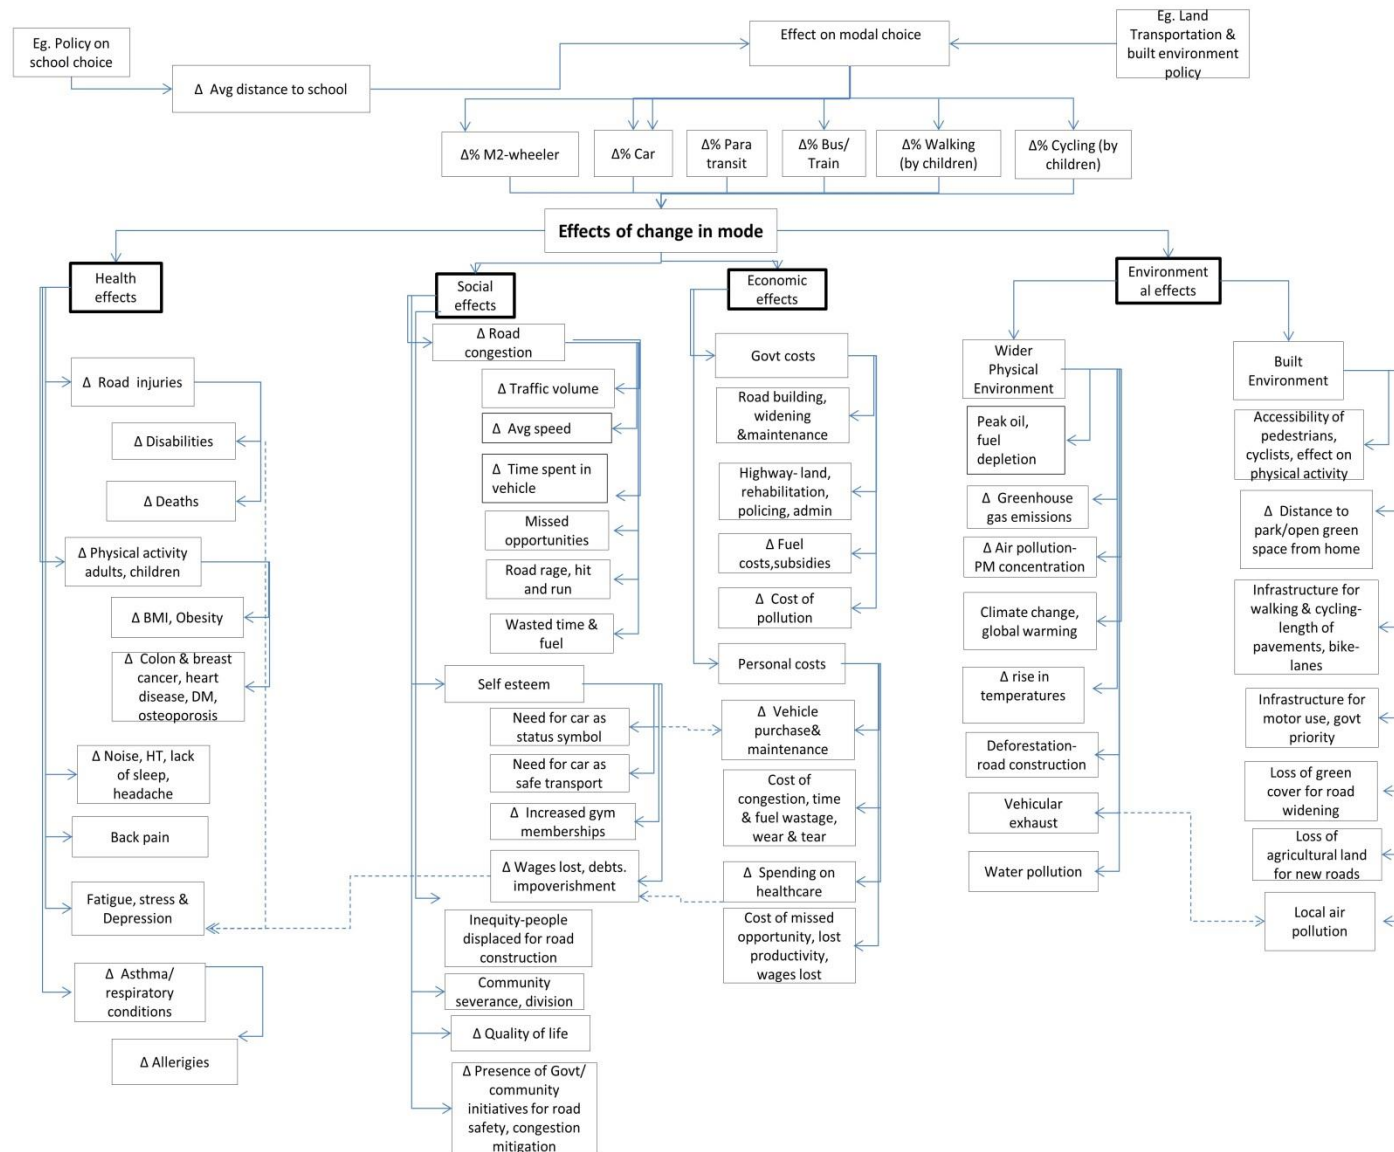 Eg. Policy on
school choice
Δ Avg distance to school
Effect on modal choice
Eg. Land
Transportation &
built environment
policy
Δ% M2-wheeler
Δ% Car
Δ% Para
transit
Δ% Bus/
Train
Δ% Walking
(by children)
Δ% Cycling (by
children)
Effects of change in mode
Health
effects
Δ Road injuries
Δ Disabilities
Δ Deaths
Δ Physical activity
adults, children
Δ BMI, Obesity
Δ Colon & breast
cancer, heart
disease, DM,
osteoporosis
Δ Noise, HT, lack
of sleep,
headache
Back pain
Fatigue, stress &
Depression
Δ Asthma/
respiratory
conditions
Δ Allerigies
Social
effects
Δ Road
congestion
Δ Traffic volume
Δ Avg speed
Δ Time spent in
vehicle
Missed
opportunities
Road rage, hit
and run
Wasted time &
fuel
Self esteem
Need for car as
status symbol
Need for car as
safe transport
Δ Increased gym
memberships
Δ Wages lost, debts.
impoverishment
Inequity-people
displaced for road
construction
Community
severance, division
Δ Quality of life
Δ Presence of Govt/
community
initiatives for road
safety, congestion
mitigation
Economic
effects
Govt costs
Road building,
widening
&maintenance
Highway- land,
rehabilitation,
policing, admin
Δ Fuel
costs,subsidies
Δ Cost of
pollution
Personal costs
Δ Vehicle
purchase&
maintenance
Cost of
congestion, time
& fuel wastage,
wear & tear
Δ Spending on
healthcare
Cost of missed
opportunity, lost
productivity,
wages lost
Environment
al effects
Wider
Physical
Environment
Peak oil,
fuel
depletion
Δ Greenhouse
gas emissions
Δ Air pollution-
PM concentration
Climate change,
global warming
Δ rise in
temperatures
Deforestation-
road construction
Vehicular
exhaust
Water pollution
Built
Environment
Accessibility of
pedestrians,
cyclists, effect on
physical activity
Δ Distance to
park/open green
space from home
Infrastructure for
walking & cycling-
length of
pavements, bike-
lanes
Infrastructure for
motor use, govt
priority
Loss of green
cover for road
widening
Loss of
agricultural land
for new roads
Local air
pollution